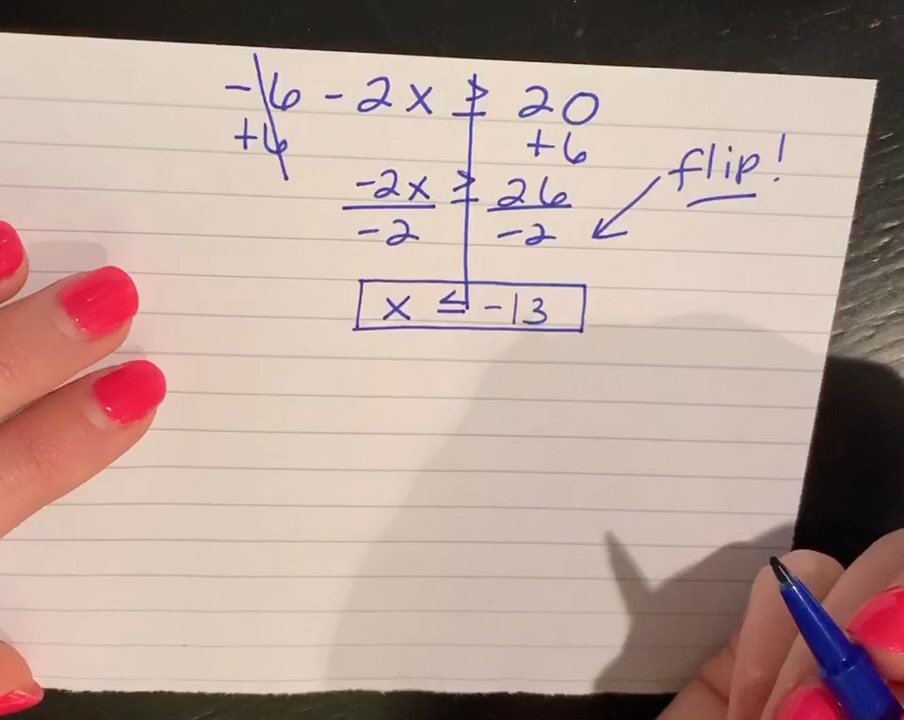 -6 - 2x ≥ 20
+6 +6
flip!
-2x ≥ 26
-2 -2
x ≤ -13